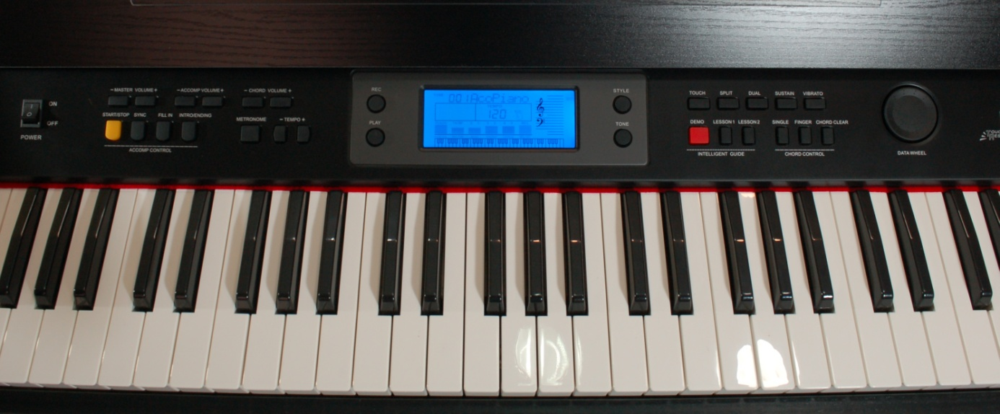 -MASTER VOLUME+
-ACCOMP VOLUME+
-CHORD VOLUME+
ON
OFF
POWER
START/STOP SYNC FILL IN INTRO/ENDING
ACCOMP CONTROL
METRONOME
-TEMPO+
REC
PLAY
001AcoPiano
120
STYLE
TONE
TOUCH SPLIT DUAL SUSTAIN VIBRATO
DEMO LESSON 1 LESSON 2
INTELLIGENT GUIDE
SINGLE FINGER CHORD CLEAR
CHORD CONTROL
DATA WHEEL